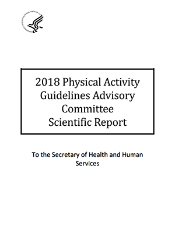 2018 Physical Activity
Guidelines Advisory
Committee
Scientific Report
To the Secretary of Health and Human
Services